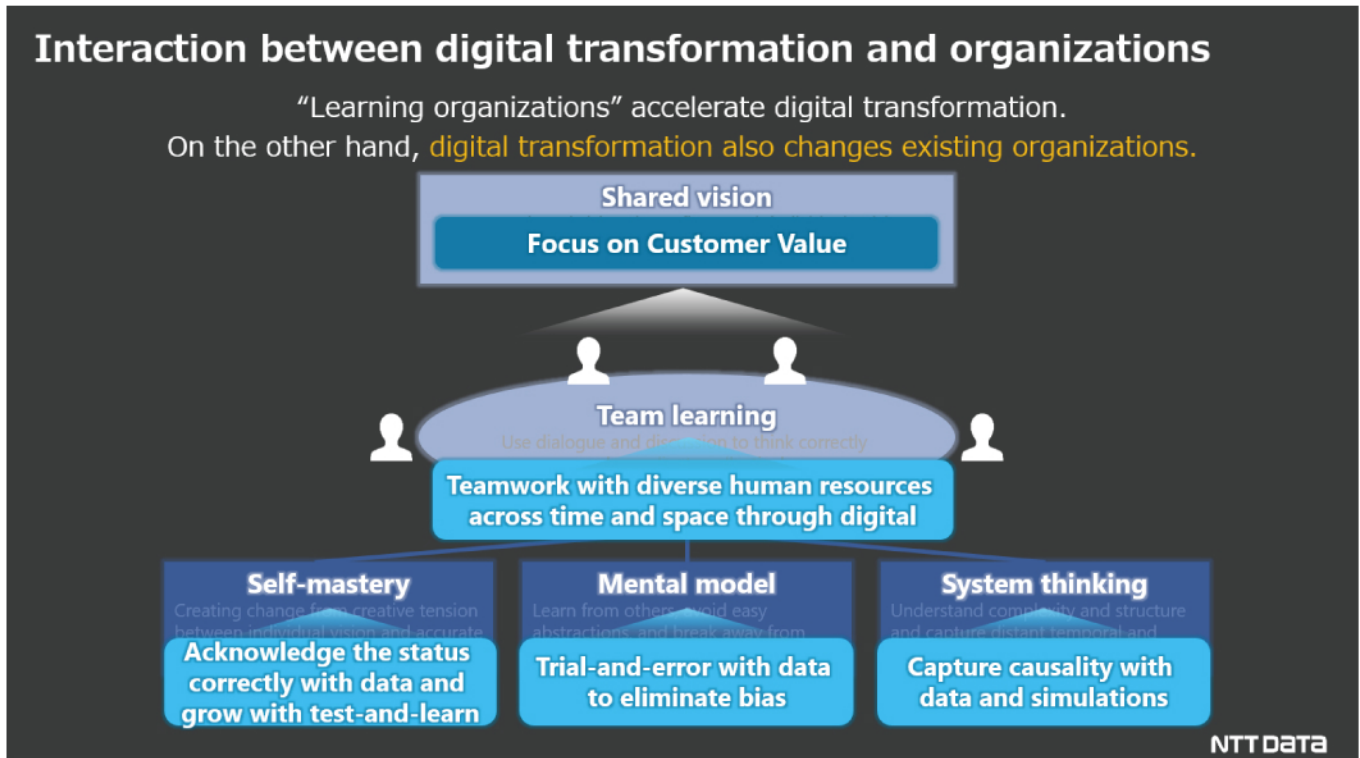 Interaction between digital transformation and organizations
“Learning organizations” accelerate digital transformation.
On the other hand, digital transformation also changes existing organizations.
Shared vision
Focus on Customer Value
Team learning
Use dialogue and discussion to think correctly
Teamwork with diverse human resources
across time and space through digital
Self-mastery
Creating change from creative tension
between individual vision and accurate
Acknowledge the status
correctly with data and
grow with test-and-learn
Mental model
Learn from others, avoid easy
abstractions, and break away from
Trial-and-error with data
to eliminate bias
System thinking
Understand complexity and structure
and capture distant temporal and
Capture causality with
data and simulations
NTT DATA